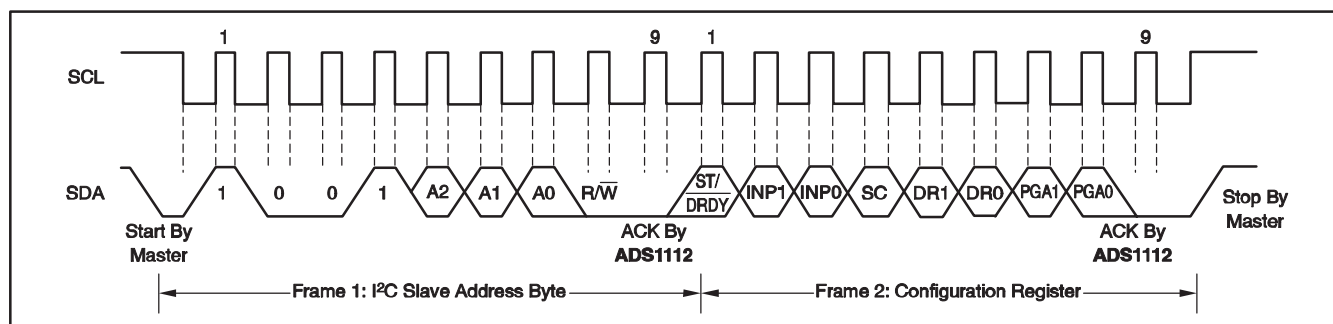 1 9 1 9
SCL
SDA
1 0 0 1 A2 A1 A0 R/W̅ ST/D̅R̅D̅Y̅ INP1 INP0 SC DR1 DR0 PGA1 PGA0
Start By
Master
ACK By
ADS1112
ACK By
ADS1112
Stop By
Master
Frame 1: I²C Slave Address Byte
Frame 2: Configuration Register